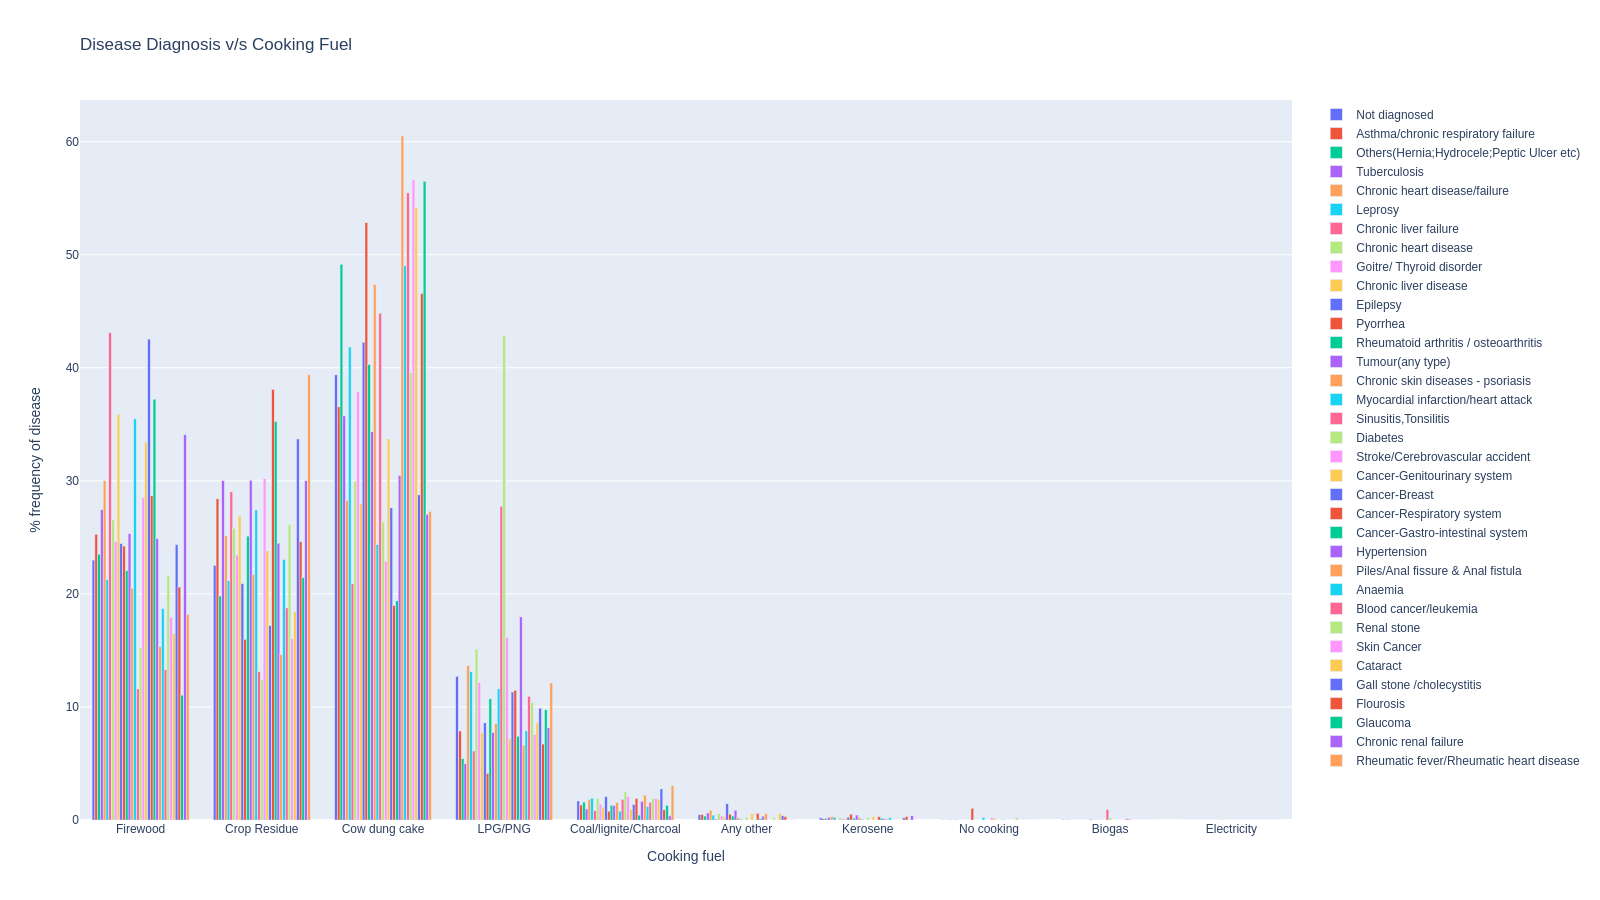 Disease Diagnosis v/s Cooking Fuel
% frequency of disease
60
50
40
30
20
10
0
Firewood
Crop Residue
Cow dung cake
LPG/PNG
Coal/lignite/Charcoal
Any other
Kerosene
No cooking
Biogas
Electricity
Cooking fuel
Not diagnosed
Asthma/chronic respiratory failure
Others(Hernia;Hydrocele;Peptic Ulcer etc)
Tuberculosis
Chronic heart disease/failure
Leprosy
Chronic liver failure
Chronic heart disease
Goitre/ Thyroid disorder
Chronic liver disease
Epilepsy
Pyorrhea
Rheumatoid arthritis / osteoarthritis
Tumour(any type)
Chronic skin diseases - psoriasis
Myocardial infarction/heart attack
Sinusitis,Tonsilitis
Diabetes
Stroke/Cerebrovascular accident
Cancer-Genitourinary system
Cancer-Breast
Cancer-Respiratory system
Cancer-Gastro-intestinal system
Hypertension
Piles/Anal fissure & Anal fistula
Anaemia
Blood cancer/leukemia
Renal stone
Skin Cancer
Cataract
Gall stone /cholecystitis
Flourosis
Glaucoma
Chronic renal failure
Rheumatic fever/Rheumatic heart disease